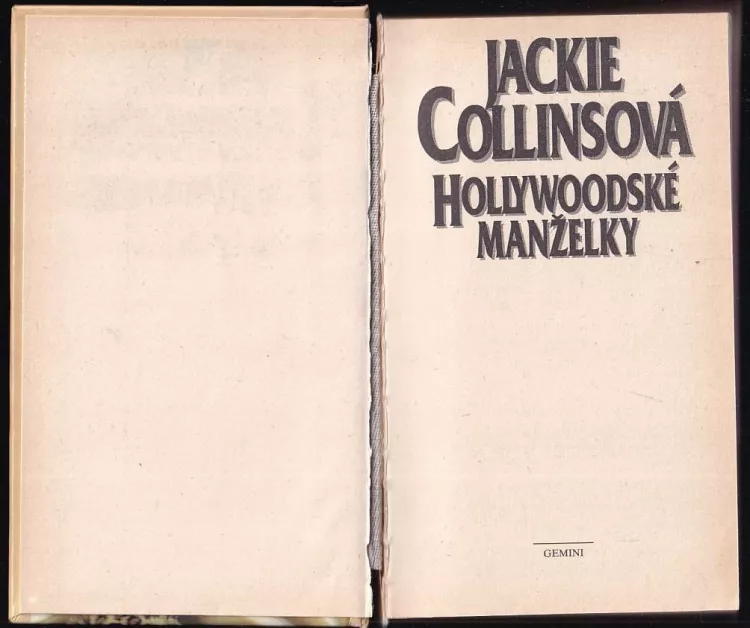 JACKIE
COLLINSOVÁ
HOLLYWOODSKÉ
MANŽELKY
GEMINI